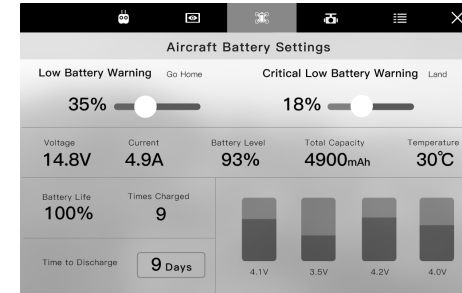 Aircraft Battery Settings
Low Battery Warning Go Home
Critical Low Battery Warning Land
35%
18%
Voltage Current Battery Level Total Capacity Temperature
14.8V 4.9A 93% 4900mAh 30℃
Battery Life Times Charged
100% 9
Time to Discharge 9 Days
4.1V 3.5V 4.2V 4.0V